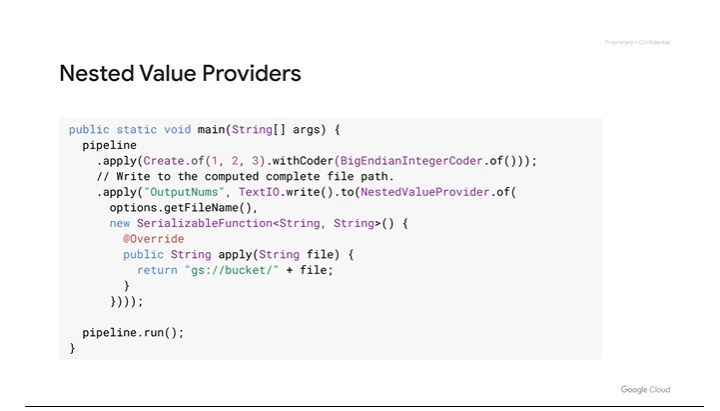 Proprietary + Confidential
Nested Value Providers
public static void main(String[] args) {
pipeline
.apply(Create.of(1, 2, 3).withCoder(BigEndianIntegerCoder.of()));
// Write to the computed complete file path.
.apply("OutputNums", TextIO.write().to(NestedValueProvider.of(
options.getFileName(),
new SerializableFunction<String, String>() {
@Override
public String apply(String file) {
return "gs://bucket/" + file;
}
})));
pipeline.run();
}
Google Cloud